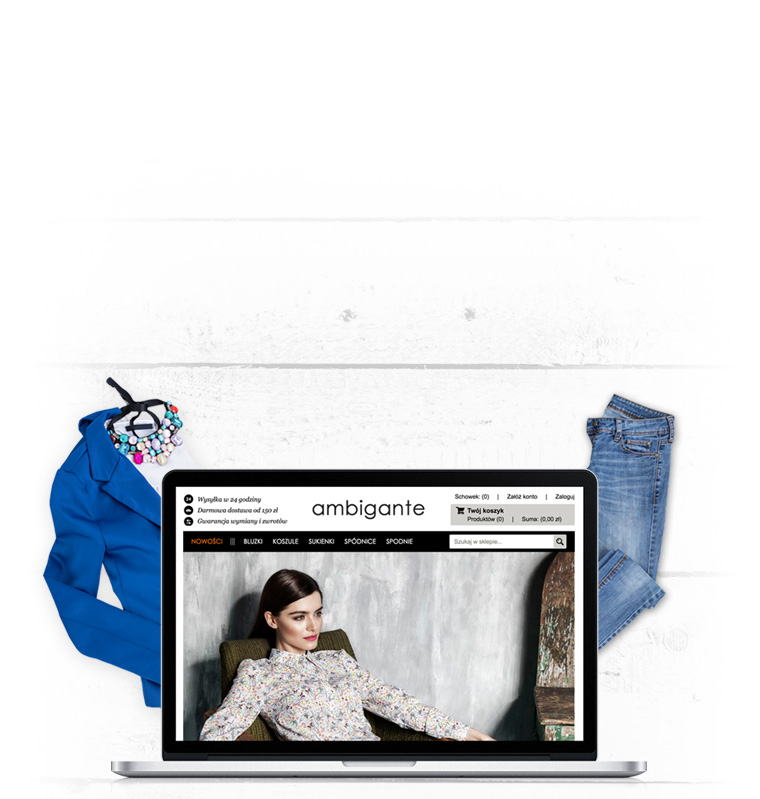 24 Wysyłka w 24 godziny
Darmowa dostawa od 150 zł
Gwarancja wymiany i zwrotów
ambigante
Schowek: (0) | Załóż konto | Zaloguj
Twój koszyk
Produktów (0) | Suma: (0,00 zł)
NOWOŚCI ||| BLUZKI KOSZULE SUKIENKI SPÓDNICE SPODNIE
Szukaj w sklepie...